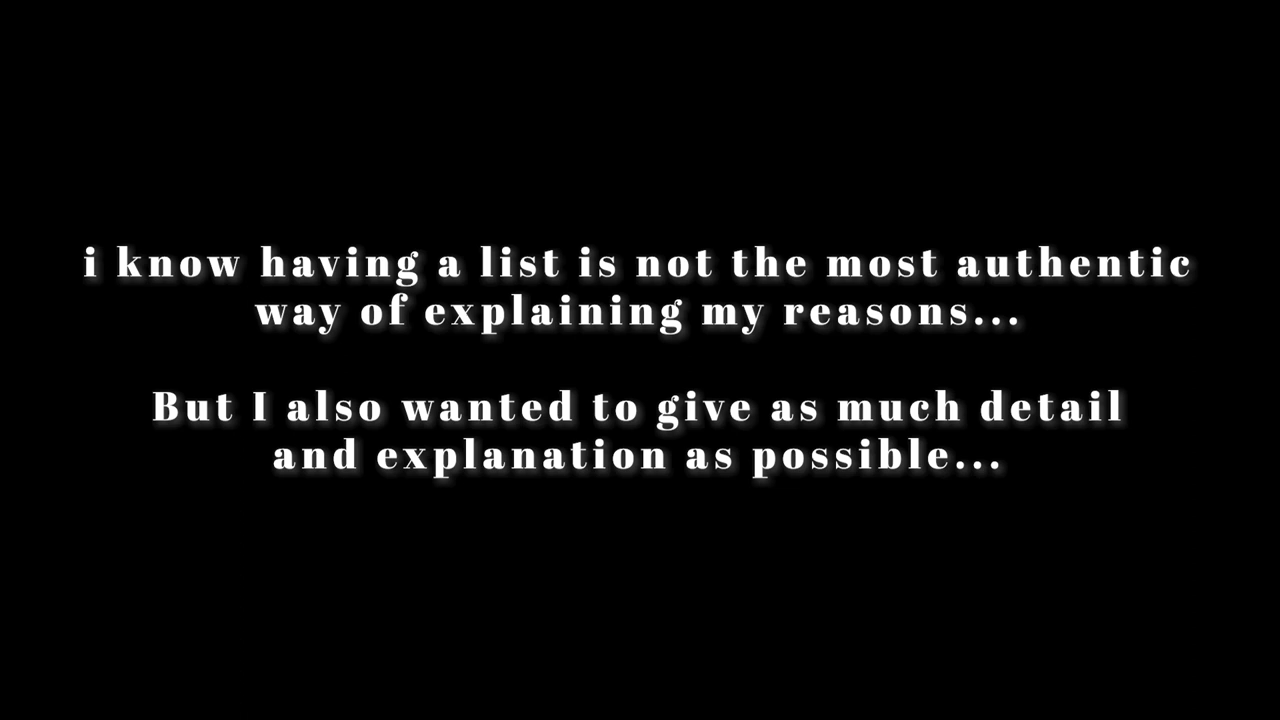 i know having a list is not the most authentic
way of explaining my reasons...
But I also wanted to give as much detail
and explanation as possible...